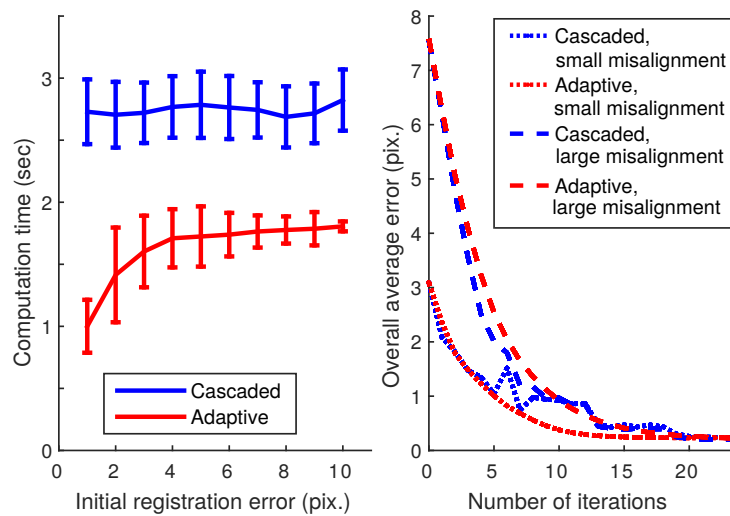 3
2
1
0
0
2
4
6
8
10
Computation time (sec)
Initial registration error (pix.)
Cascaded
Adaptive
8
7
6
5
4
3
2
1
0
0
5
10
15
20
Overall average error (pix.)
Number of iterations
Cascaded,
small misalignment
Adaptive,
small misalignment
Cascaded,
large misalignment
Adaptive,
large misalignment